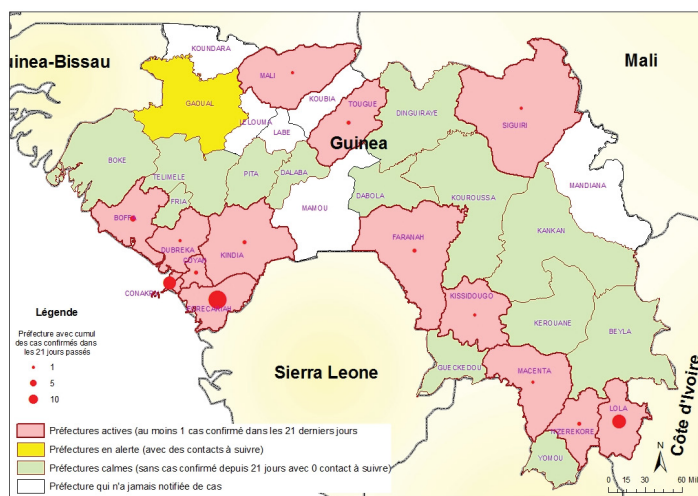 KOUNDARA
uinea-Bissau
Mali
MALI
GAOUAL
KOUBIA
TOUGUE
DINGUIRAYE
SIGUIRI
LELOUMA
LABE
Guinea
BOKE
TELIMELE
PITA
DALABA
MANDIANA
FRIA
DABOLA
KOUROUSSA
MAMOU
BOFFA
KANKAN
DUBREKA
KINDIA
FARANAH
COYAH
CONAKRY
FORECARIAH
KISSIDOUGO
Légende
KEROUANE
BEYLA
Préfecture avec cumul
des cas confirmés dans
les 21 jours passés
GUECKEDOU
Sierra Leone
MACENTA
1
5
10
Côte d'Ivoire
LOLA
N'ZEREKORE
YOMOU
N
Préfectures actives (au moins 1 cas confirmé dans les 21 derniers jours
Préfectures en alerte (avec des contacts à suivre)
Préfectures calmes (sans cas confirmé depuis 21 jours avec 0 contact à suivre)
Préfecture qui n'a jamais notifiée de cas
0 15 30 60 Mil